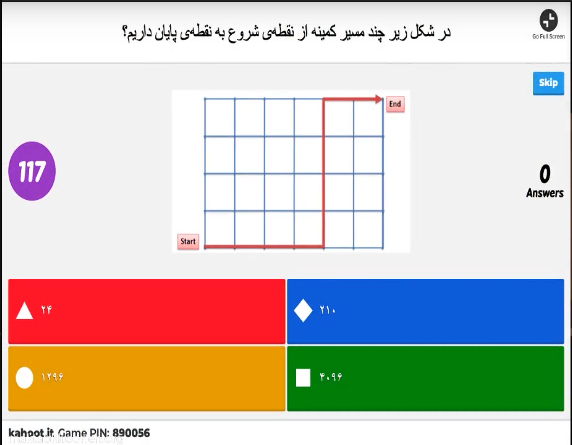 در شکل زیر چند مسیر کمینه از نقطه‌ی شروع به نقطه‌ی پایان داریم؟
Go Full Screen
Skip
End
117
0
Answers
Start
۲۴
۲۱۰
۱۲۹۶
۴۰۹۶
kahoot.it Game PIN: 890056